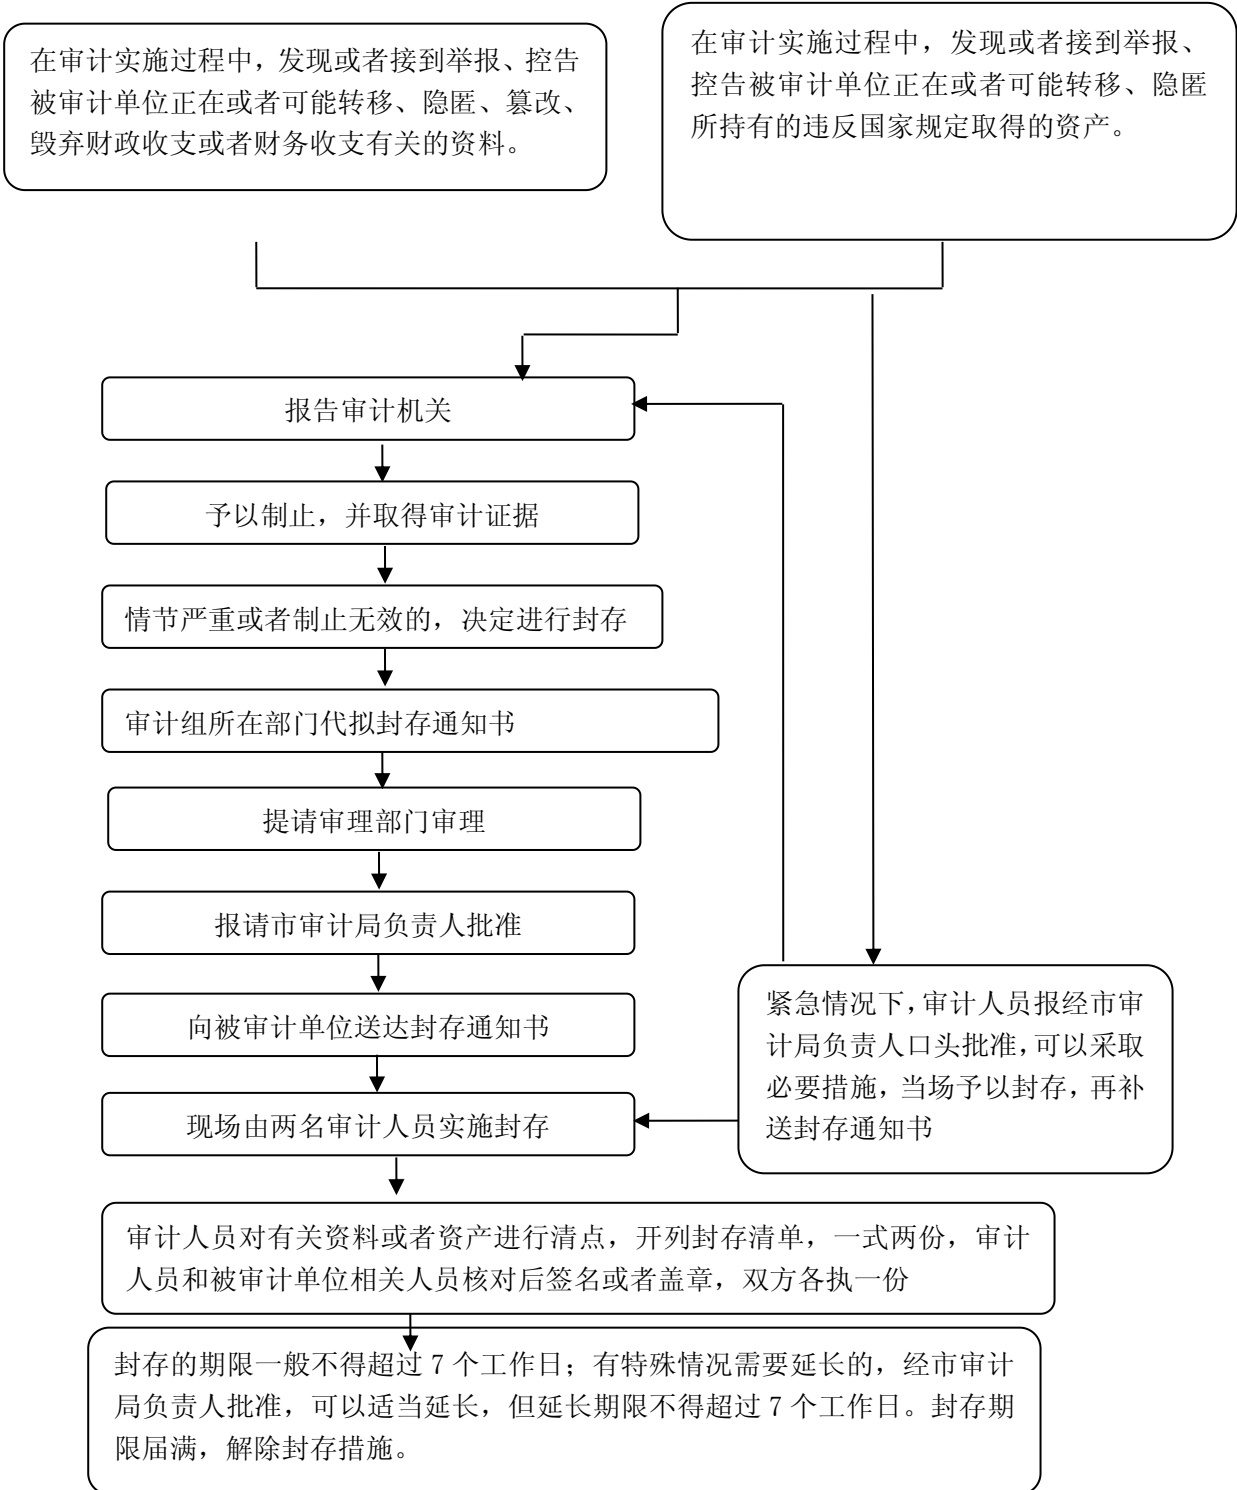 在审计实施过程中，发现或者接到举报、控告
被审计单位正在或者可能转移、隐匿、篡改、
毁弃财政收支或者财务收支有关的资料。
在审计实施过程中，发现或者接到举报、
控告被审计单位正在或者可能转移、隐匿
所持有的违反国家规定取得的资产。
报告审计机关
予以制止，并取得审计证据
情节严重或者制止无效的，决定进行封存
审计组所在部门代拟封存通知书
提请审理部门审理
报请市审计局负责人批准
向被审计单位送达封存通知书
现场由两名审计人员实施封存
紧急情况下，审计人员报经市审
计局负责人口头批准，可以采取
必要措施，当场予以封存，再补
送封存通知书
审计人员对有关资料或者资产进行清点，开列封存清单，一式两份，审计
人员和被审计单位相关人员核对后签名或者盖章，双方各执一份
封存的期限一般不得超过 7 个工作日；有特殊情况需要延长的，经市审计
局负责人批准，可以适当延长，但延长期限不得超过 7 个工作日。封存期
限届满，解除封存措施。